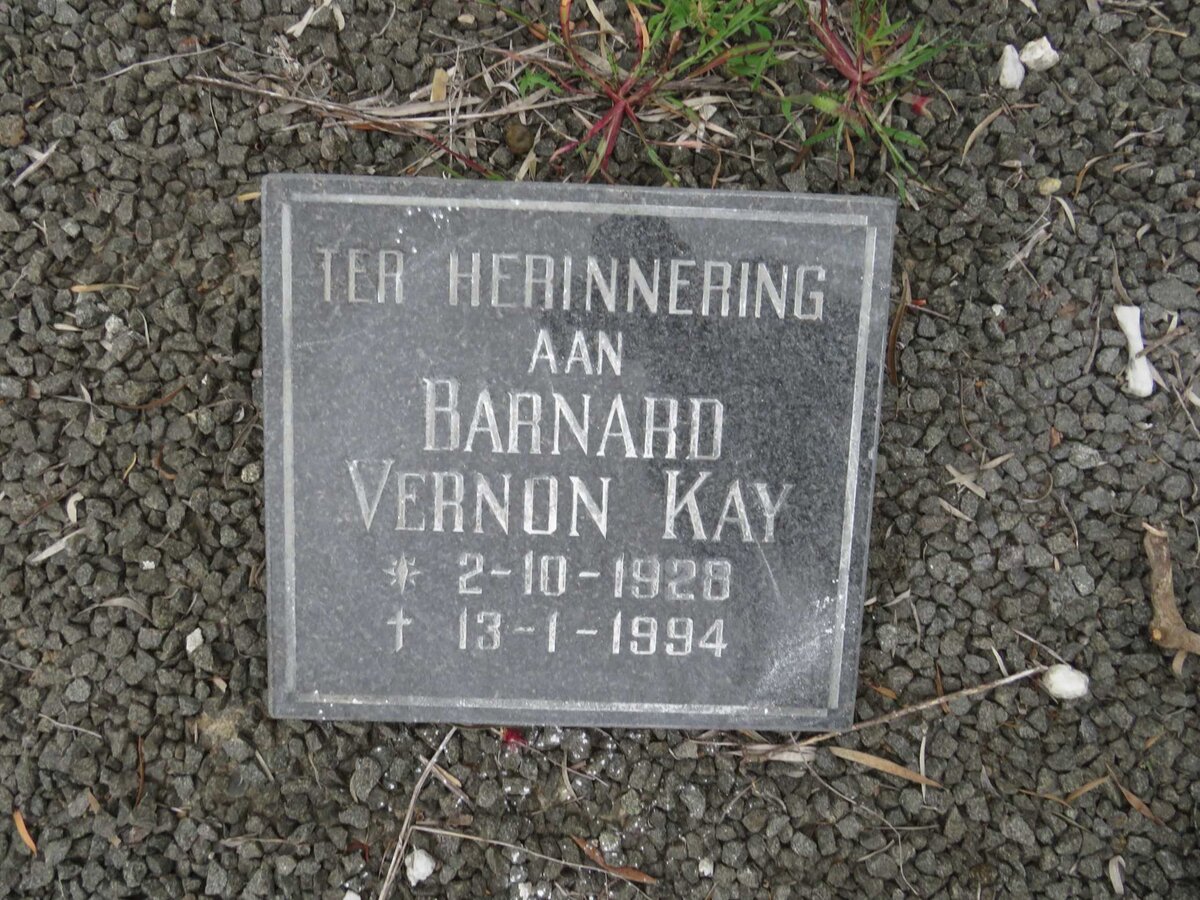 TER HERINNERING
AAN
BARNARD
VERNON KAY
* 2-10-1928
† 13-1-1994